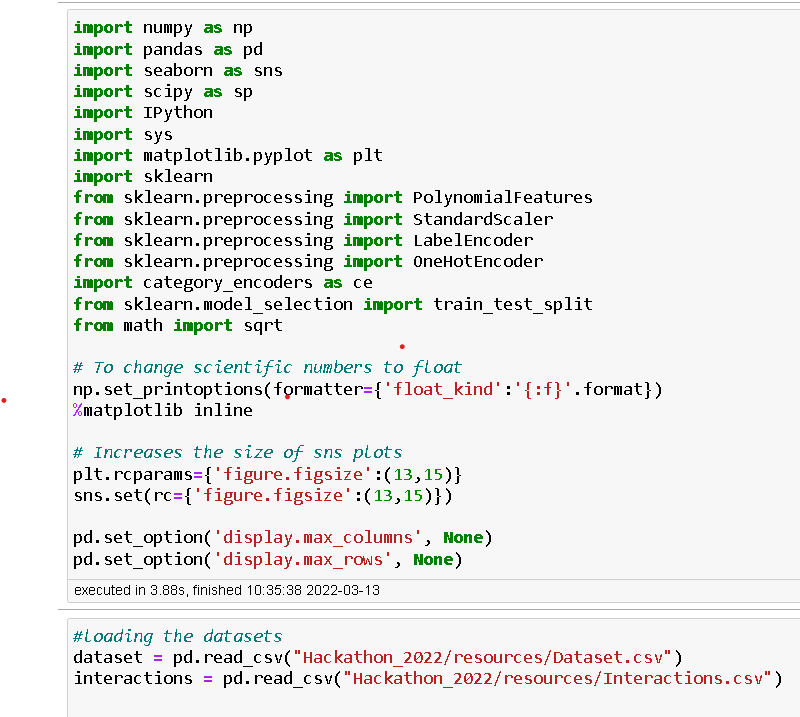 import numpy as np
import pandas as pd
import seaborn as sns
import scipy as sp
import IPython
import sys
import matplotlib.pyplot as plt
import sklearn
from sklearn.preprocessing import PolynomialFeatures
from sklearn.preprocessing import StandardScaler
from sklearn.preprocessing import LabelEncoder
from sklearn.preprocessing import OneHotEncoder
import category_encoders as ce
from sklearn.model_selection import train_test_split
from math import sqrt
# To change scientific numbers to float
np.set_printoptions(formatter={'float_kind':'{:f}'.format})
%matplotlib inline
# Increases the size of sns plots
plt.rcparams={'figure.figsize':(13,15)}
sns.set(rc={'figure.figsize':(13,15)})
pd.set_option('display.max_columns', None)
pd.set_option('display.max_rows', None)
executed in 3.88s, finished 10:35:38 2022-03-13
#loading the datasets
dataset = pd.read_csv("Hackathon_2022/resources/Dataset.csv")
interactions = pd.read_csv("Hackathon_2022/resources/Interactions.csv")